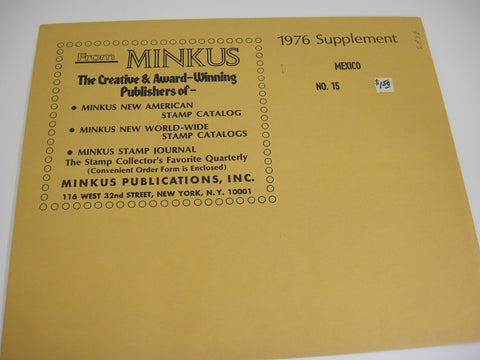 From MINKUS
The Creative & Award-Winning
Publishers of-
• MINKUS NEW AMERICAN
STAMP CATALOG
• MINKUS NEW WORLD-WIDE
STAMP CATALOGS
• MINKUS STAMP JOURNAL
The Stamp Collector's Favorite Quarterly
(Convenient Order Form is Enclosed)
MINKUS PUBLICATIONS, INC.
116 WEST 32nd STREET, NEW YORK, N.Y. 10001
1976 Supplement
MEXICO
NO. 15